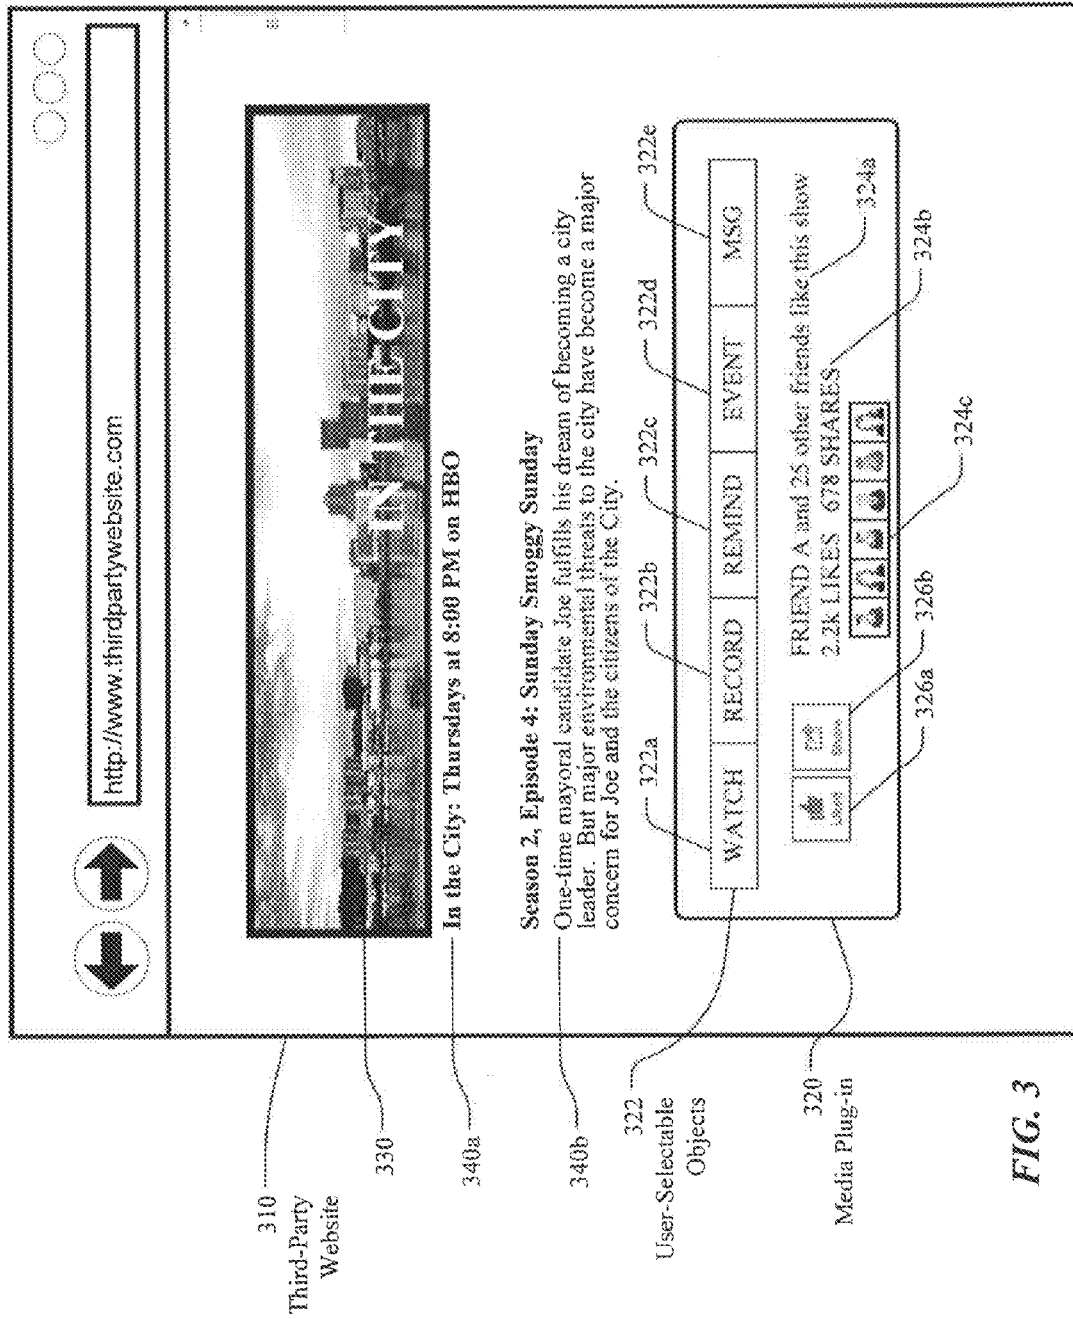 http://www.thirdpartywebsite.com
IN THE CITY
In the City: Thursdays at 8:00 PM on HBO
Season 2, Episode 4: Sunday Smoggy Sunday
One-time mayoral candidate Joe fulfills his dream of becoming a city
leader. But major environmental threats to the city have become a major
concern for Joe and the citizens of the City.
322a
322b
322c
322d
322e
WATCH
RECORD
REMIND
EVENT
MSG
FRIEND A and 25 other friends like this show
2.2k LIKES 678 SHARES
324a
324b
324c
326a
326b
310
Third-Party
Website
330
340a
340b
322
User-Selectable
Objects
320
Media Plug-in
FIG. 3